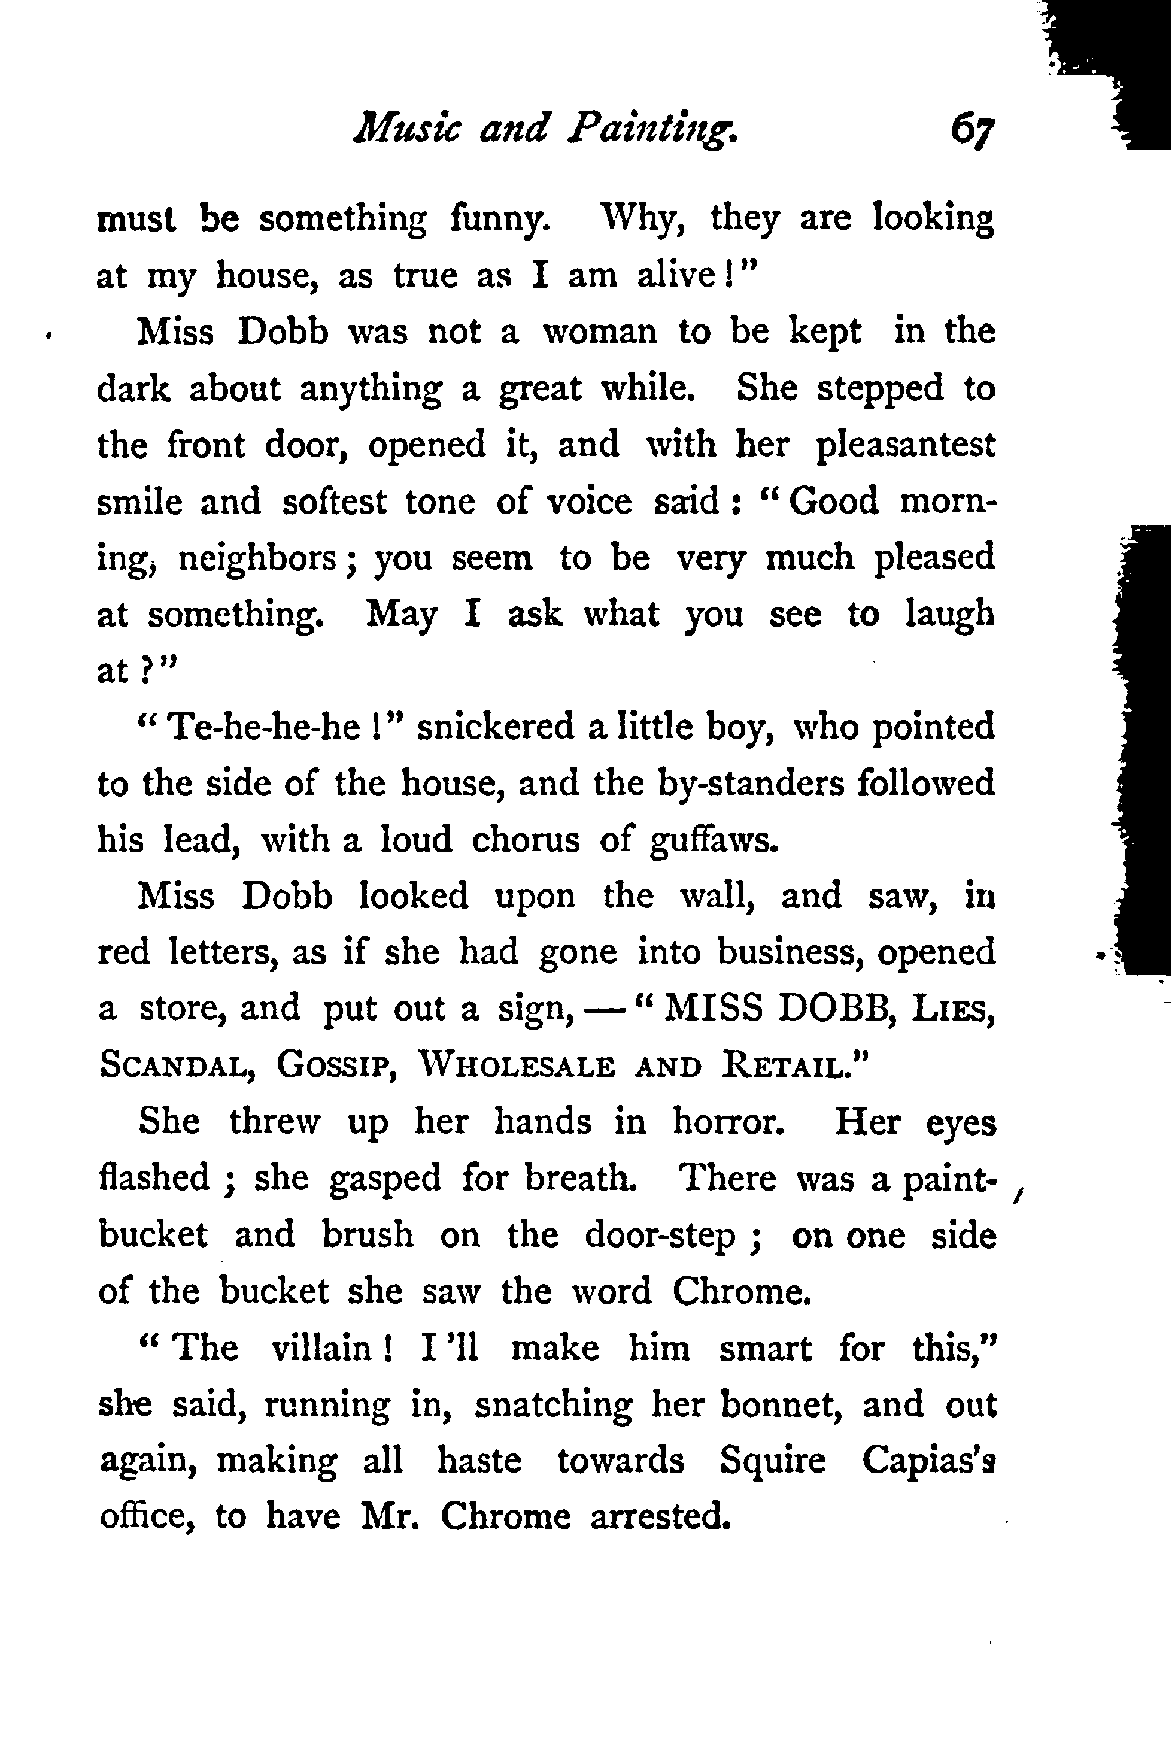 Music and Painting. 67
must be something funny. Why, they are looking
at my house, as true as I am alive!"
Miss Dobb was not a woman to be kept in the
dark about anything a great while. She stepped to
the front door, opened it, and with her pleasantest
smile and softest tone of voice said: "Good morn-
ing, neighbors; you seem to be very much pleased
at something. May I ask what you see to laugh
at?"
"Te-he-he-he!" snickered a little boy, who pointed
to the side of the house, and the by-standers followed
his lead, with a loud chorus of guffaws.
Miss Dobb looked upon the wall, and saw, in
red letters, as if she had gone into business, opened
a store, and put out a sign, — "MISS DOBB, LIES,
SCANDAL, GOSSIP, WHOLESALE AND RETAIL."
She threw up her hands in horror. Her eyes
flashed; she gasped for breath. There was a paint-
bucket and brush on the door-step; on one side
of the bucket she saw the word Chrome.
"The villain! I'll make him smart for this,"
she said, running in, snatching her bonnet, and out
again, making all haste towards Squire Capias's
office, to have Mr. Chrome arrested.